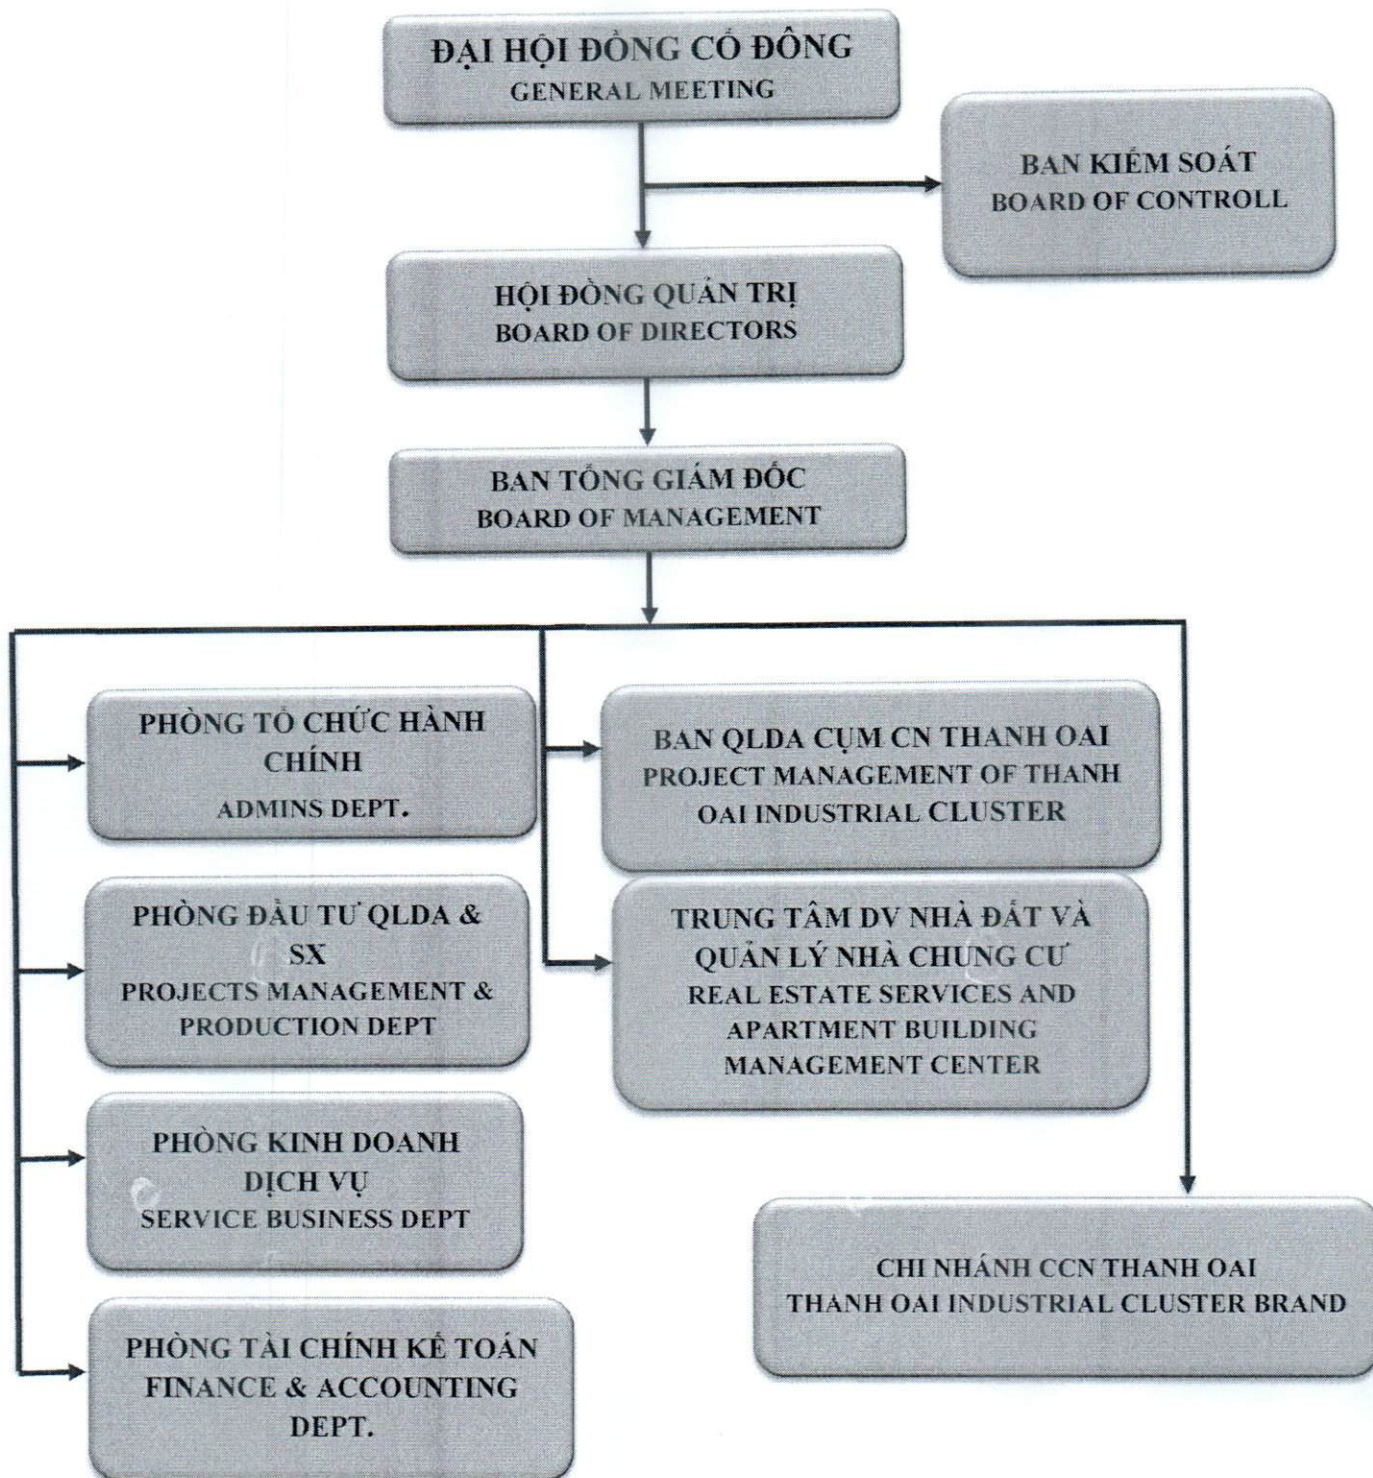 ĐẠI HỘI ĐỒNG CỔ ĐÔNG
GENERAL MEETING
BAN KIỂM SOÁT
BOARD OF CONTROLL
HỘI ĐỒNG QUẢN TRỊ
BOARD OF DIRECTORS
BAN TỔNG GIÁM ĐỐC
BOARD OF MANAGEMENT
PHÒNG TỔ CHỨC HÀNH
CHÍNH
ADMINS DEPT.
BAN QLDA CỤM CN THANH OAI
PROJECT MANAGEMENT OF THANH
OAI INDUSTRIAL CLUSTER
PHÒNG ĐẦU TƯ QLDA &
SX
PROJECTS MANAGEMENT &
PRODUCTION DEPT
TRUNG TÂM DV NHÀ ĐẤT VÀ
QUẢN LÝ NHÀ CHUNG CƯ
REAL ESTATE SERVICES AND
APARTMENT BUILDING
MANAGEMENT CENTER
PHÒNG KINH DOANH
DỊCH VỤ
SERVICE BUSINESS DEPT
CHI NHÁNH CCN THANH OAI
THANH OAI INDUSTRIAL CLUSTER BRAND
PHÒNG TÀI CHÍNH KẾ TOÁN
FINANCE & ACCOUNTING
DEPT.